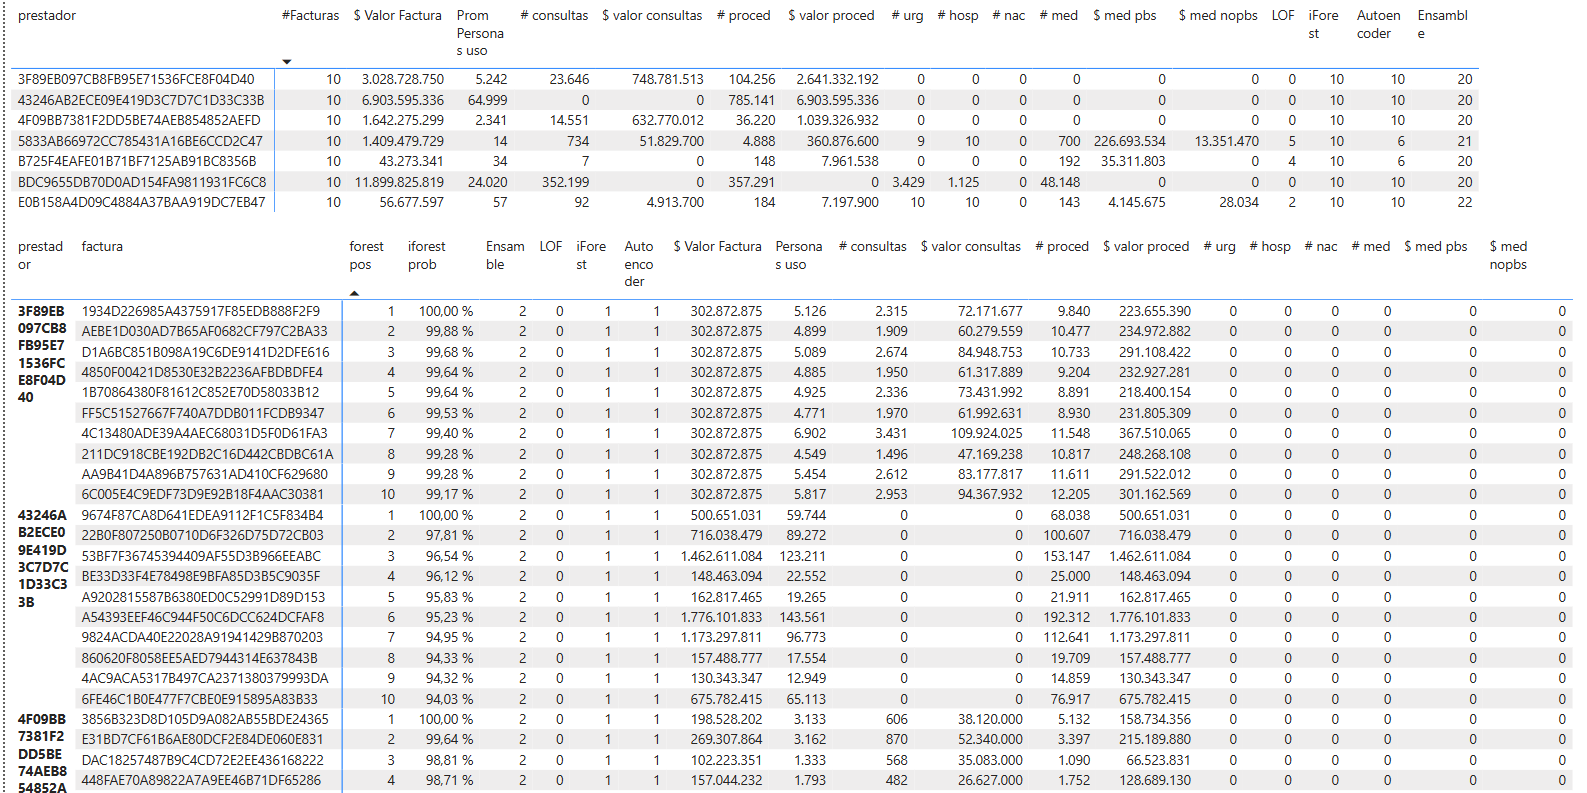 prestador #Facturas $ Valor Factura Prom Personas uso # consultas $ valor consultas # proced $ valor proced # urg # hosp # nac # med $ med pbs $ med nopbs LOF iForest Autoencoder Ensamble
3F89EB097CB8FB95E71536FCE8F04D40 10 3.028.728.750 5.242 23.646 748.781.513 104.256 2.641.332.192 0 0 0 0 0 0 0 10 10 20
43246AB2ECE09E419D3C7D7C1D33C33B 10 6.903.595.336 64.999 0 0 785.141 6.903.595.336 0 0 0 0 0 0 0 10 10 20
4F09BB7381F2DD5BE74AEB854852AEFD 10 1.642.275.299 2.341 14.551 632.770.012 36.220 1.039.326.932 0 0 0 0 0 0 0 10 10 20
5833AB66972CC785431A16BE6CCD2C47 10 1.409.479.729 14 734 51.829.700 4.888 360.876.600 9 10 0 700 226.693.534 13.351.470 5 10 6 21
B725F4EAFE01B71BF7125AB91BC8356B 10 43.273.341 34 7 0 148 7.961.538 0 0 0 192 35.311.803 0 4 10 6 20
BDC9655DB70D0AD154FA9811931FC6C8 10 11.899.825.819 24.020 352.199 0 357.291 0 3.429 1.125 0 48.148 0 0 0 10 10 20
E0B158A4D09C4884A37BAA919DC7EB47 10 56.677.597 57 92 4.913.700 184 7.197.900 10 10 0 143 4.145.675 28.034 2 10 10 22
prestador factura forest pos iforest prob Ensamble LOF iForest Autoencoder $ Valor Factura Personas uso # consultas $ valor consultas # proced $ valor proced # urg # hosp # nac # med $ med pbs $ med nopbs
3F89EB097CB8FB95E71536FCE8F04D40 1934D226985A4375917F85EDB888F2F9 1 100,00 % 2 0 1 1 302.872.875 5.126 2.315 72.171.677 9.840 223.655.390 0 0 0 0 0 0
AEBE1D030AD7B65AF0682CF797C2BA33 2 99,88 % 2 0 1 1 302.872.875 4.899 1.909 60.279.559 10.477 234.972.882 0 0 0 0 0 0
D1A6BC851B098A19C6DE9141D2DFE616 3 99,68 % 2 0 1 1 302.872.875 5.089 2.674 84.948.753 10.733 291.108.422 0 0 0 0 0 0
4850F00421D8530E32B2236AFBDBDFE4 4 99,64 % 2 0 1 1 302.872.875 4.885 1.950 61.317.889 9.204 232.927.281 0 0 0 0 0 0
1B70864380F81612C852E70D58033B12 5 99,64 % 2 0 1 1 302.872.875 4.925 2.336 73.431.992 8.891 218.400.154 0 0 0 0 0 0
FF5C51527667F740A7DDB011FCDB9347 6 99,53 % 2 0 1 1 302.872.875 4.771 1.970 61.992.631 8.930 231.805.309 0 0 0 0 0 0
4C13480ADE39A4AEC68031D5F0D61FA3 7 99,40 % 2 0 1 1 302.872.875 6.902 3.431 109.924.025 11.548 367.510.065 0 0 0 0 0 0
211DC918CBE192DB2C16D442CBDBC61A 8 99,28 % 2 0 1 1 302.872.875 4.549 1.496 47.169.238 10.817 248.268.108 0 0 0 0 0 0
AA9B41D4A896B757631AD410CF629680 9 99,28 % 2 0 1 1 302.872.875 5.454 2.612 83.177.817 11.611 291.522.012 0 0 0 0 0 0
6C005E4C9EDF73D9E92B18F4AAC30381 10 99,17 % 2 0 1 1 302.872.875 5.817 2.953 94.367.932 12.205 301.162.569 0 0 0 0 0 0
43246AB2ECE09E419D3C7D7C1D33C33B 9674F87CA8D641EDEA9112F1C5F834B4 1 100,00 % 2 0 1 1 500.651.031 59.744 0 0 68.038 500.651.031 0 0 0 0 0 0
22B0F807250B0710D6F326D75D72CB03 2 97,81 % 2 0 1 1 716.038.479 89.272 0 0 100.607 716.038.479 0 0 0 0 0 0
53BF7F36745394409AF55D3B966EEABC 3 96,54 % 2 0 1 1 1.462.611.084 123.211 0 0 153.147 1.462.611.084 0 0 0 0 0 0
BE33D33F4E78498E9BFA85D3B5C9035F 4 96,12 % 2 0 1 1 148.463.094 22.552 0 0 25.000 148.463.094 0 0 0 0 0 0
A9202815587B6380ED0C52991D89D153 5 95,83 % 2 0 1 1 162.817.465 19.265 0 0 21.911 162.817.465 0 0 0 0 0 0
A54393EEF46C944F50C6DCC624DCFAF8 6 95,23 % 2 0 1 1 1.776.101.833 143.561 0 0 192.312 1.776.101.833 0 0 0 0 0 0
9824ACDA40E22028A91941429B870203 7 94,95 % 2 0 1 1 1.173.297.811 96.773 0 0 112.641 1.173.297.811 0 0 0 0 0 0
860620F8058EE5AED7944314E637843B 8 94,33 % 2 0 1 1 157.488.777 17.554 0 0 19.709 157.488.777 0 0 0 0 0 0
4AC9ACA5317B497CA2371380379993DA 9 94,32 % 2 0 1 1 130.343.347 12.949 0 0 14.859 130.343.347 0 0 0 0 0 0
6FE46C1B0E477F7CBE0E915895A83B33 10 94,03 % 2 0 1 1 675.782.415 65.113 0 0 76.917 675.782.415 0 0 0 0 0 0
4F09BB7381F2DD5BE74AEB854852A 3856B323D8D105D9A082AB55BDE24365 1 100,00 % 2 0 1 1 198.528.202 3.133 606 38.120.000 5.132 158.734.356 0 0 0 0 0 0
E31BD7CF61B6AE80DCF2E84DE060E831 2 99,64 % 2 0 1 1 269.307.864 3.162 870 52.340.000 3.397 215.189.880 0 0 0 0 0 0
DAC18257487B9C4CD72E2EE436168222 3 98,81 % 2 0 1 1 102.223.351 1.333 568 35.083.000 1.090 66.523.831 0 0 0 0 0 0
448FAE70A89822A7A9EE46B71DF65286 4 98,71 % 2 0 1 1 157.044.232 1.793 482 26.627.000 1.752 128.689.130 0 0 0 0 0 0